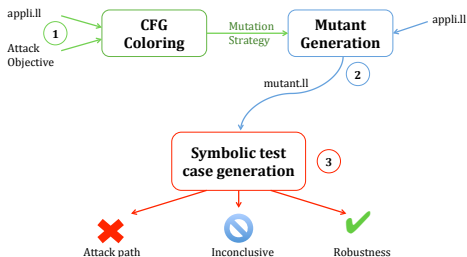 appli.ll
1
Attack
Objective
CFG
Coloring
Mutation
Strategy
Mutant
Generation
appli.ll
2
mutant.ll
Symbolic test
case generation
3
Attack path
Inconclusive
Robustness